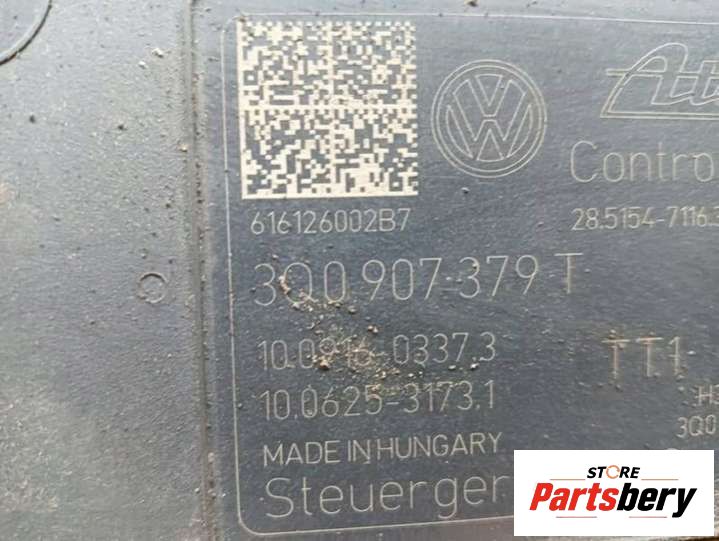 Contro
616126002B7
28.5154-7116.
3Q0 907 379 T
10.0916-0337.3
TT1
10.0625-3173.1
H
3Q0
MADE IN HUNGARY
Steuerger
STORE
Partsbery